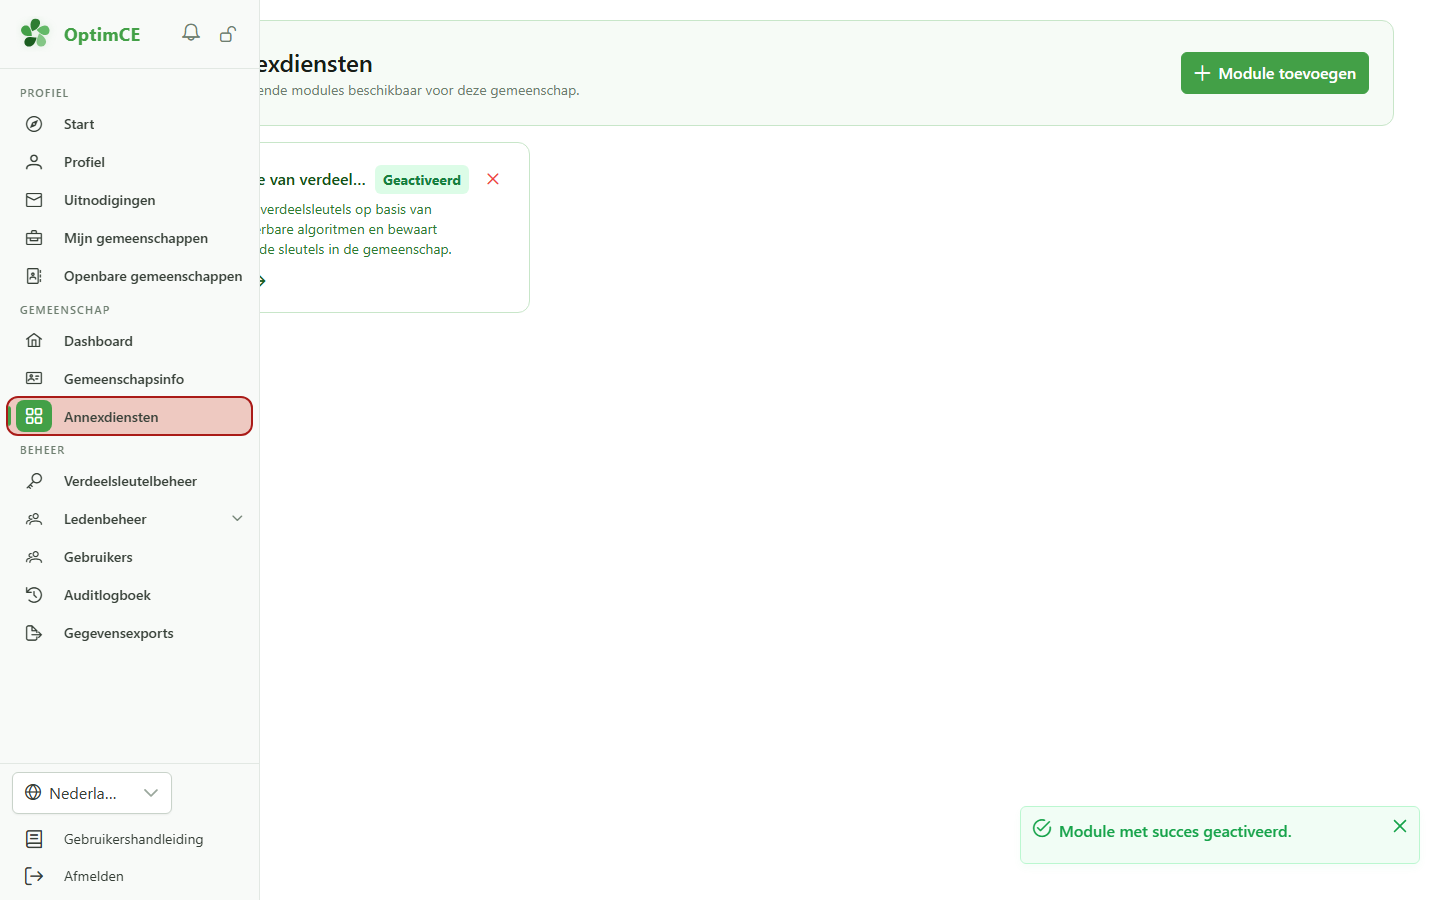 OptimCE
PROFIEL
Start
Profiel
Uitnodigingen
Mijn gemeenschappen
Openbare gemeenschappen
GEMEENSCHAP
Dashboard
Gemeenschapsinfo
Annexdiensten
BEHEER
Verdeelsleutelbeheer
Ledenbeheer
Gebruikers
Auditlogboek
Gegevensexports
Nederla...
Gebruikershandleiding
Afmelden
exdiensten
ende modules beschikbaar voor deze gemeenschap.
Module toevoegen
e van verdeel... Geactiveerd
verdeelsleutels op basis van
erbare algoritmen en bewaart
de sleutels in de gemeenschap.
Module met succes geactiveerd.